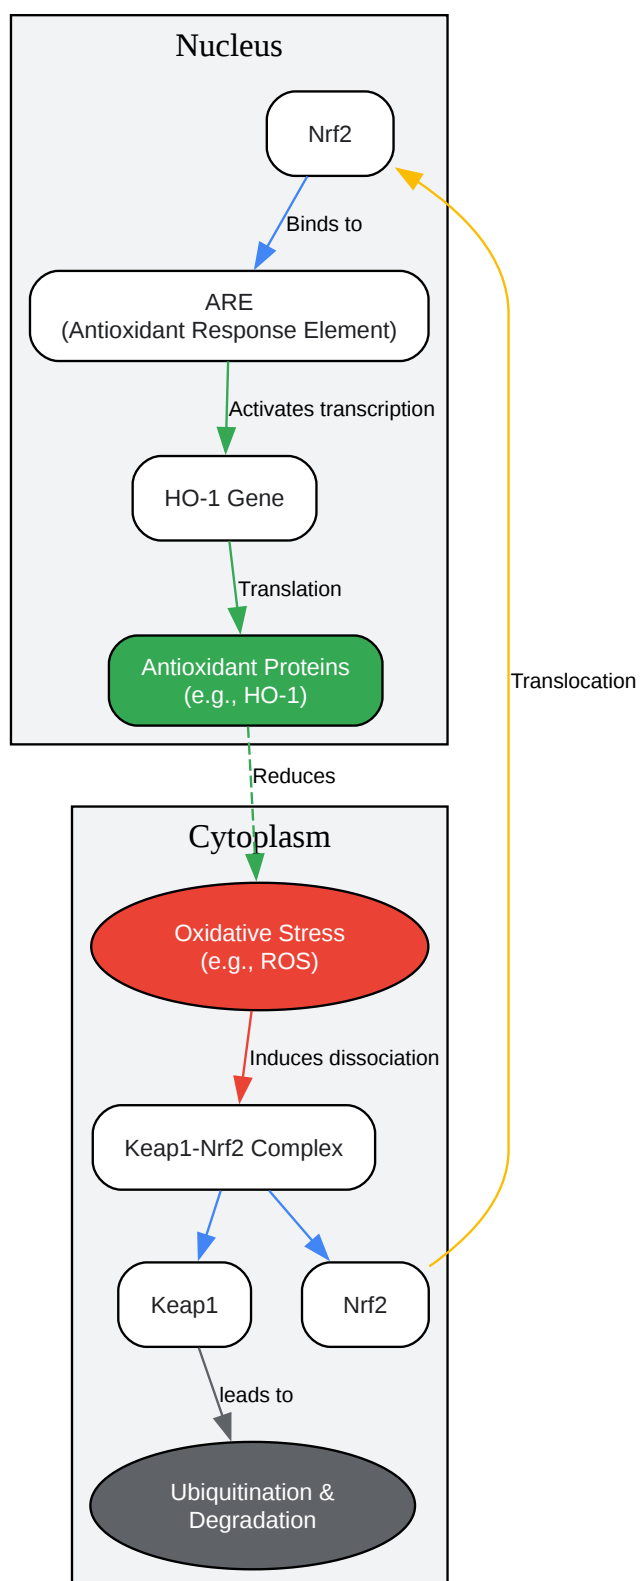 Nucleus
Nrf2
Binds to
ARE
(Antioxidant Response Element)
Activates transcription
HO-1 Gene
Translation
Antioxidant Proteins
(e.g., HO-1)
Translocation
Reduces
Cytoplasm
Oxidative Stress
(e.g., ROS)
Induces dissociation
Keap1-Nrf2 Complex
Keap1
Nrf2
leads to
Ubiquitination &
Degradation